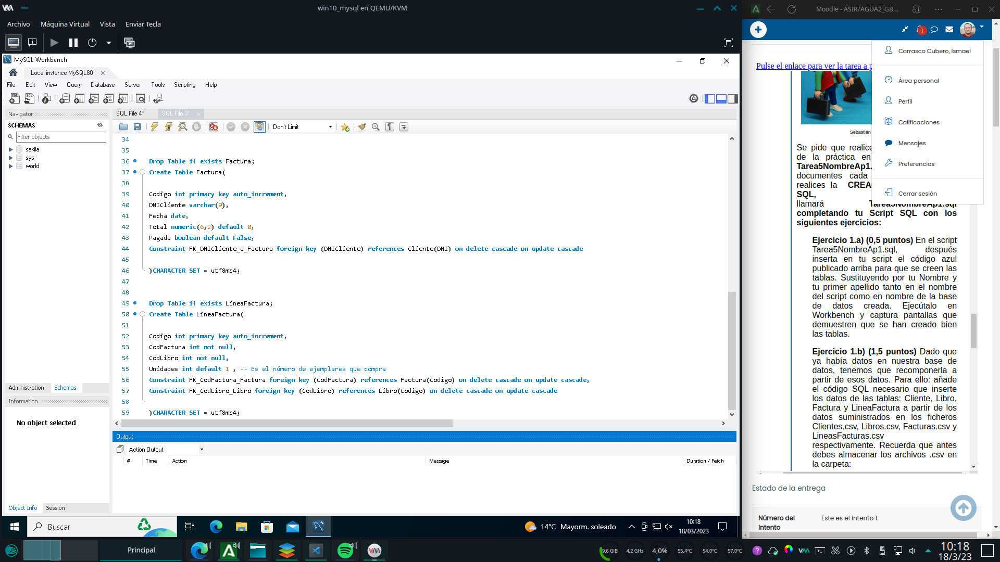 win10_mysql en QEMU/KVM
Archivo
Máquina Virtual
Vista
Enviar Tecla
MySQL Workbench
Local instance MySQL80
File
Edit
View
Query
Database
Server
Tools
Scripting
Help
Navigator
SCHEMAS
Filter objects
sakila
sys
world
Administration
Schemas
Information
No object selected
Object Info
Session
SQL File 4*
SQL File 3*
Don't Limit
34
35
36 Drop Table if exists Factura;
37 Create Table Factura(
38
39 Codigo int primary key auto_increment,
40 DNICliente varchar(9),
41 Fecha date,
42 Total numeric(6,2) default 0,
43 Pagada boolean default False,
44 Constraint FK_DNICliente_a_Factura foreign key (DNICliente) references Cliente(DNI) on delete cascade on update cascade
45
46 )CHARACTER SET = utf8mb4;
47
48
49 Drop Table if exists LineaFactura;
50 Create Table LineaFactura(
51
52 Codigo int primary key auto_increment,
53 CodFactura int not null,
54 CodLibro int not null,
55 Unidades int default 1 , -- Es el número de ejemplares que compra
56 Constraint FK_CodFactura_Factura foreign key (CodFactura) references Factura(Codigo) on delete cascade on update cascade,
57 Constraint FK_CodLibro_Libro foreign key (CodLibro) references Libro(Codigo) on delete cascade on update cascade
58
59 )CHARACTER SET = utf8mb4;
Output
Action Output
# Time Action Message Duration / Fetch
Buscar
14°C Mayorm. soleado
10:18
18/03/2023
Moodle - ASIR/AGUA2_GB...
1
Carrasco Cubero, Ismael
Área personal
Perfil
Calificaciones
Mensajes
Preferencias
Cerrar sesión
Pulse el enlace para ver la tarea a p
Sebastián
Se pide que realice
de la práctica en
Tarea5NombreAp1.
documentes cada
realices la CREA
SQL,
llamará Tarea5NombreAp1.sql
completando tu Script SQL con los
siguientes ejercicios:
Ejercicio 1.a) (0,5 puntos) En el script
Tarea5NombreAp1.sql, después
inserta en tu script el código azul
publicado arriba para que se creen las
tablas. Sustituyendo por tu Nombre y
tu primer apellido tanto en el nombre
del script como en nombre de la base
de datos creada. Ejecútalo en
Workbench y captura pantallas que
demuestren que se han creado bien
las tablas.
Ejercicio 1.b) (1,5 puntos) Dado que
ya había datos en nuestra base de
datos, tenemos que recomponerla a
partir de esos datos. Para ello: añade
el código SQL necesario que inserte
los datos de las tablas: Cliente, Libro,
Factura y LineaFactura a partir de los
datos suministrados en los ficheros
Clientes.csv, Libros.csv, Facturas.csv y
LineasFacturas.csv
respectivamente. Recuerda que antes
debes almacenar los archivos .csv en
la carpeta:
Estado de la entrega
Número del Intento
Este es el intento 1.
Principal
9,6 GiB
4,2 GHz
4,0%
55,4°C
54,0°C
57,0°C
10:18
18/3/23